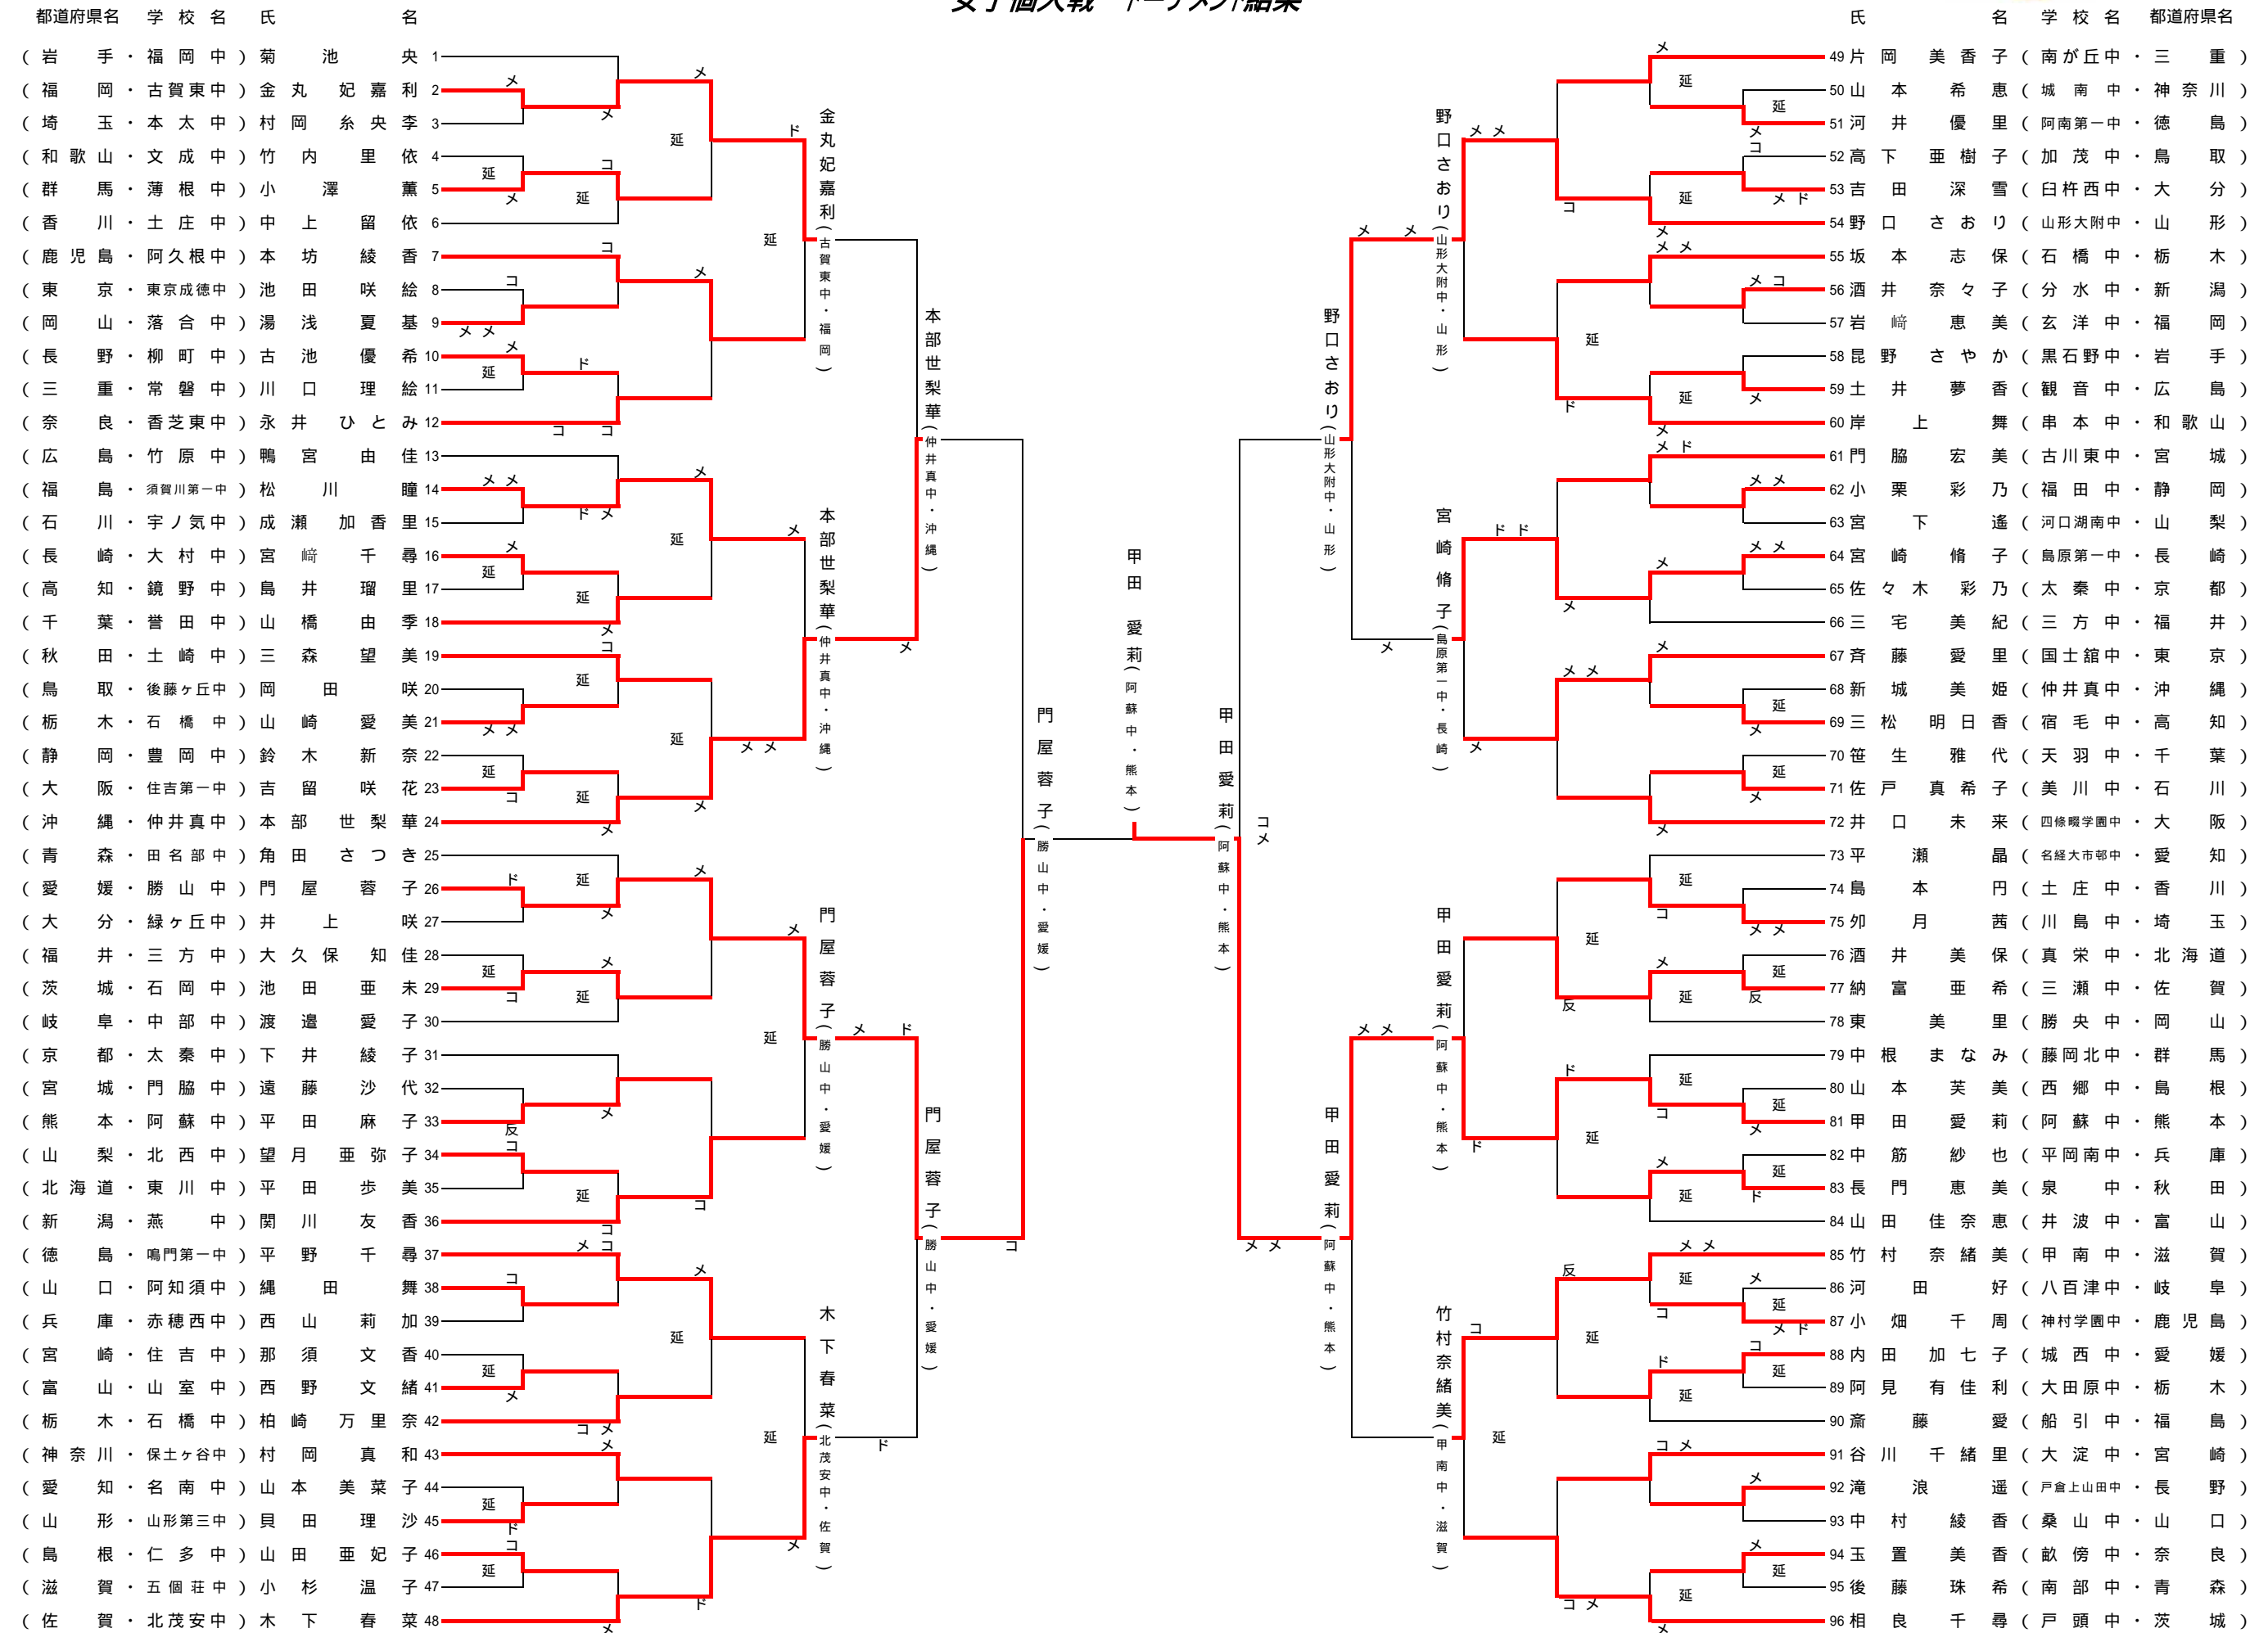 女子個人戦 トーナメント結果
都道府県名 学校名 氏名
氏名 学校名 都道府県名
(岩手・福岡中) 菊池央 1
(福岡・古賀東中) 金丸妃嘉利 2
(埼玉・本太中) 村岡糸央李 3
(和歌山・文成中) 竹内里依 4
(群馬・薄根中) 小澤薫 5
(香川・土庄中) 中上留依 6
(鹿児島・阿久根中) 本坊綾香 7
(東京・東京成徳中) 池田咲絵 8
(岡山・落合中) 湯浅夏基 9
(長野・柳町中) 古池優希 10
(三重・常磐中) 川口理絵 11
(奈良・香芝東中) 永井ひとみ 12
(広島・竹原中) 鴨宮由佳 13
(福島・須賀川第一中) 松川瞳 14
(石川・宇ノ気中) 成瀬加香里 15
(長崎・大村中) 宮﨑千尋 16
(高知・鏡野中) 島井瑠里 17
(千葉・誉田中) 山橋由季 18
(秋田・土崎中) 三森望美 19
(鳥取・後藤ヶ丘中) 岡田咲 20
(栃木・石橋中) 山崎愛美 21
(静岡・豊岡中) 鈴木新奈 22
(大阪・住吉第一中) 吉留咲花 23
(沖縄・仲井真中) 本部世梨華 24
(青森・田名部中) 角田さつき 25
(愛媛・勝山中) 門屋蓉子 26
(大分・緑ヶ丘中) 井上咲 27
(福井・三方中) 大久保知佳 28
(茨城・石岡中) 池田亜未 29
(岐阜・中部中) 渡邉愛子 30
(京都・太秦中) 下井綾子 31
(宮城・門脇中) 遠藤沙代 32
(熊本・阿蘇中) 平田麻子 33
(山梨・北西中) 望月亜弥子 34
(北海道・東川中) 平田歩美 35
(新潟・燕中) 関川友香 36
(徳島・鳴門第一中) 平野千尋 37
(山口・阿知須中) 縄田舞 38
(兵庫・赤穂西中) 西山莉加 39
(宮崎・住吉中) 那須文香 40
(富山・山室中) 西野文緒 41
(栃木・石橋中) 柏崎万里奈 42
(神奈川・保土ヶ谷中) 村岡真和 43
(愛知・名南中) 山本美菜子 44
(山形・山形第三中) 貝田理沙 45
(島根・仁多中) 山田亜妃子 46
(滋賀・五個荘中) 小杉温子 47
(佐賀・北茂安中) 木下春菜 48
金丸妃嘉利(古賀東中・福岡)
本部世梨華(仲井真中・沖縄)
門屋蓉子(勝山中・愛媛)
木下春菜(北茂安中・佐賀)
本部世梨華(仲井真中・沖縄)
門屋蓉子(勝山中・愛媛)
門屋蓉子(勝山中・愛媛)
甲田愛莉(阿蘇中・熊本)
甲田愛莉(阿蘇中・熊本)
野口さおり(山形大附中・山形)
甲田愛莉(阿蘇中・熊本)
野口さおり(山形大附中・山形)
宮崎脩子(島原第一中・長崎)
甲田愛莉(阿蘇中・熊本)
竹村奈緒美(甲南中・滋賀)
49 片岡美香子(南が丘中・三重)
50 山本希恵(城南中・神奈川)
51 河井優里(阿南第一中・徳島)
52 高下亜樹子(加茂中・鳥取)
53 吉田深雪(臼杵西中・大分)
54 野口さおり(山形大附中・山形)
55 坂本志保(石橋中・栃木)
56 酒井奈々子(分水中・新潟)
57 岩﨑恵美(玄洋中・福岡)
58 昆野さやか(黒石野中・岩手)
59 土井夢香(観音中・広島)
60 岸上舞(串本中・和歌山)
61 門脇宏美(古川東中・宮城)
62 小栗彩乃(福田中・静岡)
63 宮下遙(河口湖南中・山梨)
64 宮崎脩子(島原第一中・長崎)
65 佐々木彩乃(太秦中・京都)
66 三宅美紀(三方中・福井)
67 斉藤愛里(国士舘中・東京)
68 新城美姫(仲井真中・沖縄)
69 三松明日香(宿毛中・高知)
70 笹生雅代(天羽中・千葉)
71 佐戸真希子(美川中・石川)
72 井口未来(四條畷学園中・大阪)
73 平瀬晶(名経大市邨中・愛知)
74 島本円(土庄中・香川)
75 夘月茜(川島中・埼玉)
76 酒井美保(真栄中・北海道)
77 納富亜希(三瀬中・佐賀)
78 東美里(勝央中・岡山)
79 中根まなみ(藤岡北中・群馬)
80 山本芙美(西郷中・島根)
81 甲田愛莉(阿蘇中・熊本)
82 中筋紗也(平岡南中・兵庫)
83 長門恵美(泉中・秋田)
84 山田佳奈恵(井波中・富山)
85 竹村奈緒美(甲南中・滋賀)
86 河田好(八百津中・岐阜)
87 小畑千周(神村学園中・鹿児島)
88 内田加七子(城西中・愛媛)
89 阿見有佳利(大田原中・栃木)
90 斎藤愛(船引中・福島)
91 谷川千緒里(大淀中・宮崎)
92 滝浪遥(戸倉上山田中・長野)
93 中村綾香(桑山中・山口)
94 玉置美香(畝傍中・奈良)
95 後藤珠希(南部中・青森)
96 相良千尋(戸頭中・茨城)